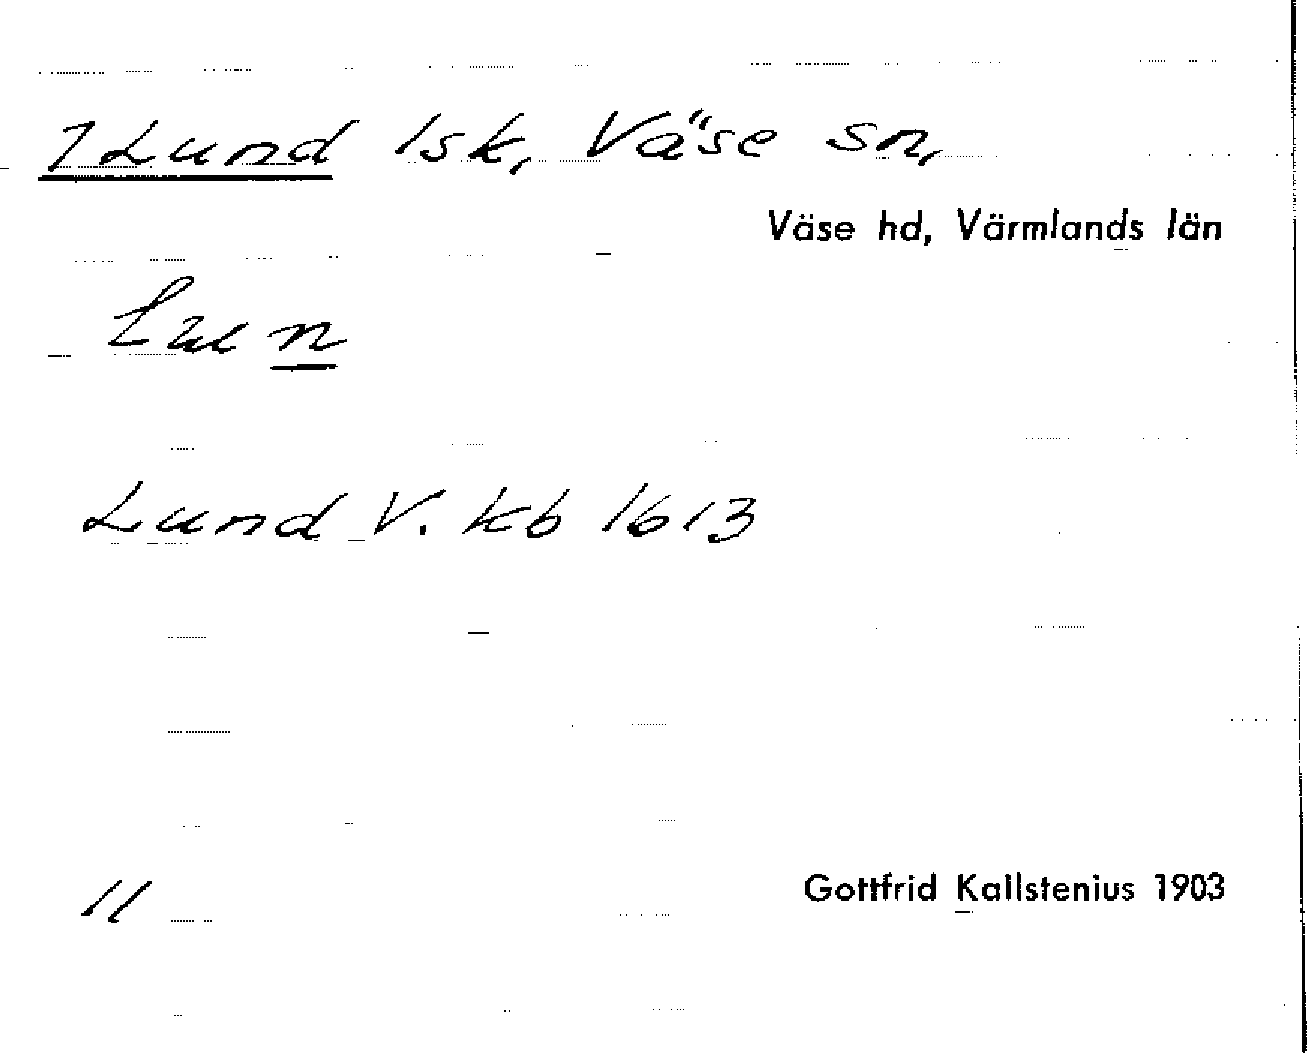 1 Lund lsk, Väse sn,
Väse hd, Värmlands län
Lun
Lund V. kb 1613
11
Gottfrid Kallstenius 1903